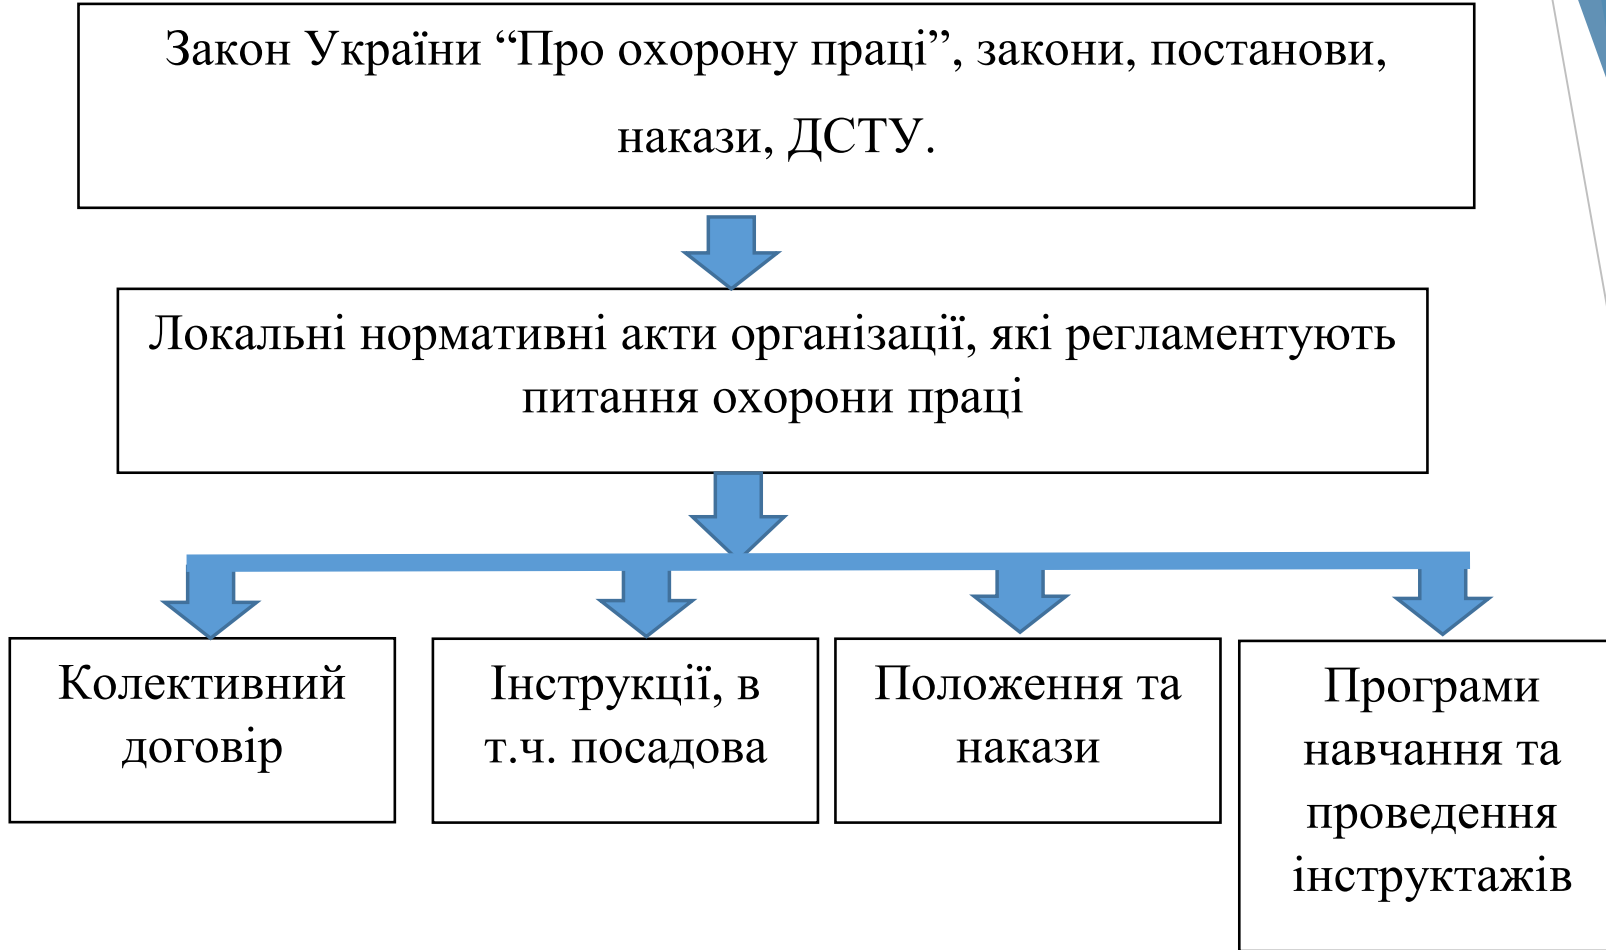 Закон України “Про охорону праці”, закони, постанови,
накази, ДСТУ.
Локальні нормативні акти організації, які регламентують
питання охорони праці
Колективний
договір
Інструкції, в
т.ч. посадова
Положення та
накази
Програми
навчання та
проведення
інструктажів